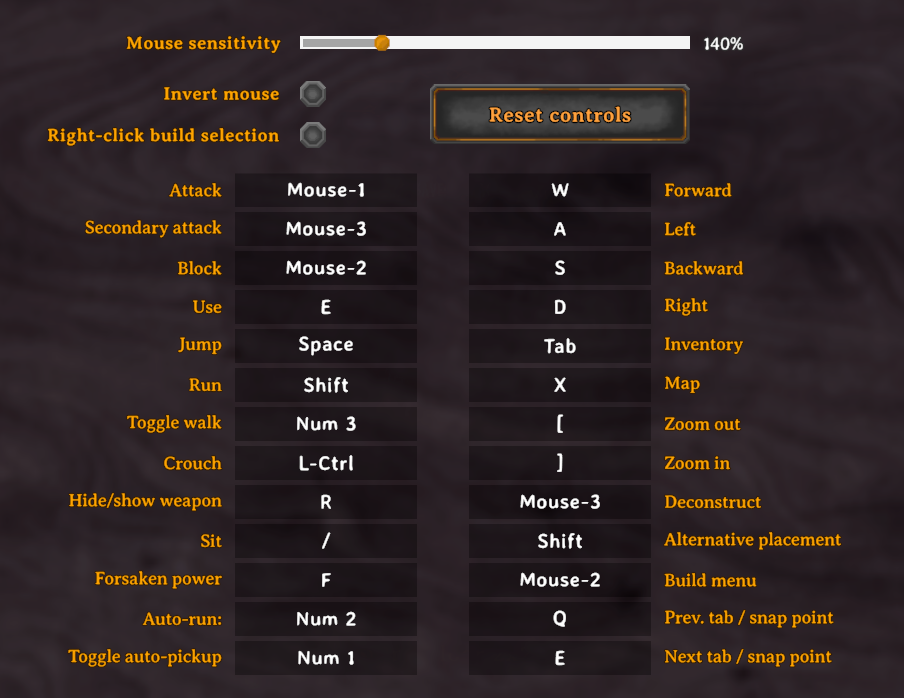 Mouse sensitivity 140%
Invert mouse
Reset controls
Right-click build selection
Attack Mouse-1 W Forward
Secondary attack Mouse-3 A Left
Block Mouse-2 S Backward
Use E D Right
Jump Space Tab Inventory
Run Shift X Map
Toggle walk Num 3 [ Zoom out
Crouch L-Ctrl ] Zoom in
Hide/show weapon R Mouse-3 Deconstruct
Sit / Shift Alternative placement
Forsaken power F Mouse-2 Build menu
Auto-run: Num 2 Q Prev. tab / snap point
Toggle auto-pickup Num 1 E Next tab / snap point